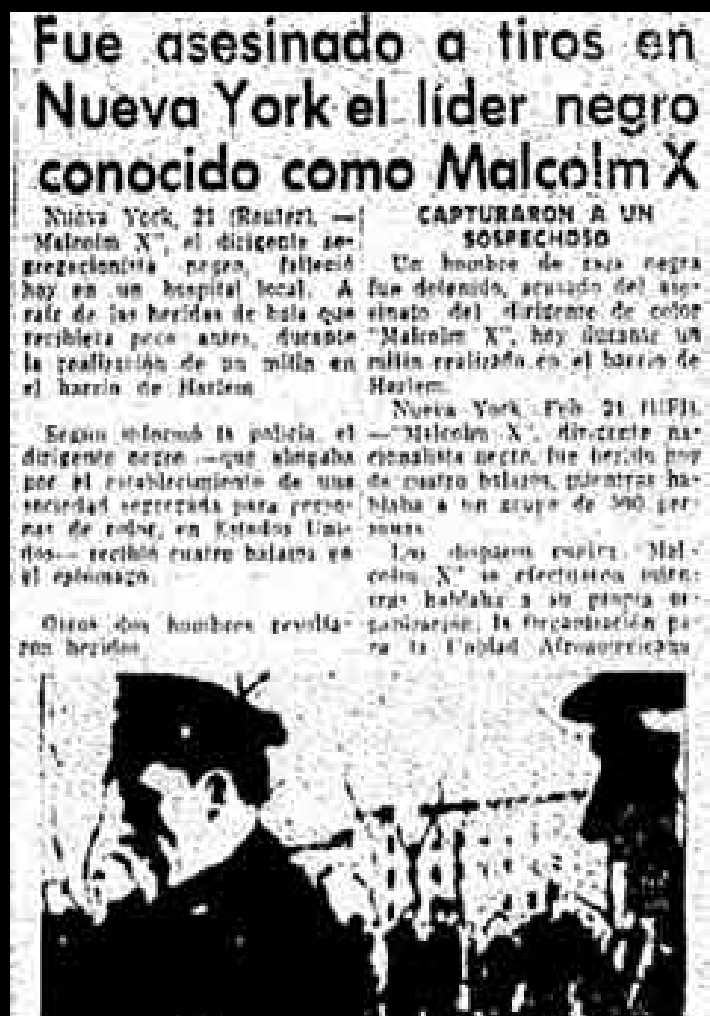 Fue asesinado a tiros en
Nueva York el líder negro
conocido como Malcolm X
Nueva York, 21 (Reuter). —
"Malcolm X", el dirigente se-
gregacionista negro, falleció
hoy en un hospital local. A
raíz de las heridas de bala que
recibiera poco antes, durante
la realización de un mitin en
el barrio de Harlem
Según informó la policía, el
dirigente negro —que abogaba
por el establecimiento de una
sociedad segregada para perso-
nas de color, en Estados Uni-
dos— recibió cuatro balazos en
el estómago.
Otros dos hombres resulta-
ron heridos
CAPTURARON A UN
SOSPECHOSO
Un hombre de raza negra
fue detenido, acusado del ase-
sinato del dirigente de color
"Malcolm X", hoy durante un
mitin realizado en el barrio de
Harlem.
Nueva York, Feb 21 (UPI).
—"Malcolm X", dirigente na-
cionalista negro, fue herido hoy
de cuatro balazos, mientras ha-
blaba a un grupo de personas
Los disparos "Mal-
colm X" se efectuaron mien-
tras hablaba a su propia or-
ganización, la Organización pa-
ra la Unidad Afroamericana